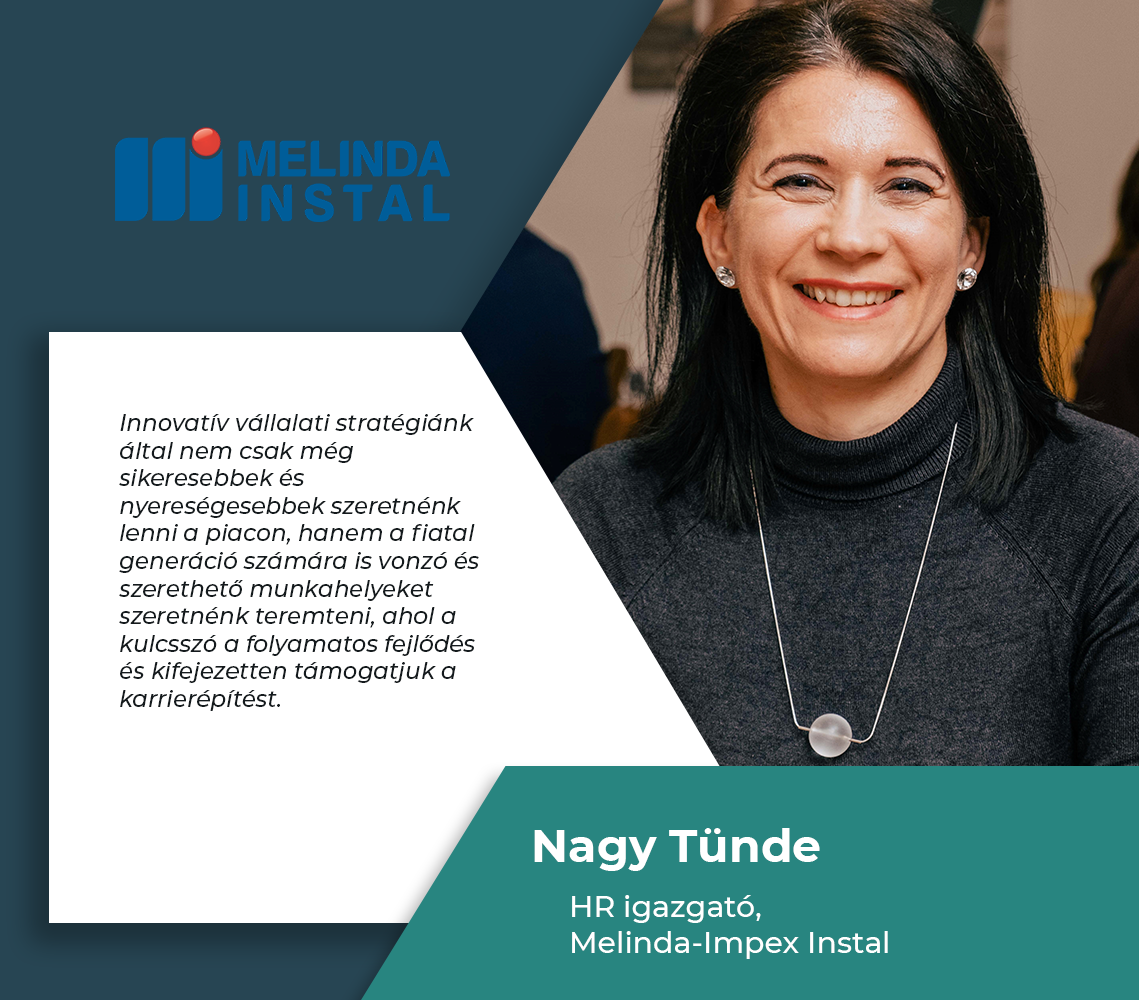 MELINDA
INSTAL
Innovatív vállalati stratégiánk
által nem csak még
sikeresebbek és
nyereségesebbek szeretnénk
lenni a piacon, hanem a fiatal
generáció számára is vonzó és
szerethető munkahelyeket
szeretnénk teremteni, ahol a
kulcsszó a folyamatos fejlődés
és kifejezetten támogatjuk a
karrierépítést.
Nagy Tünde
HR igazgató,
Melinda-Impex Instal